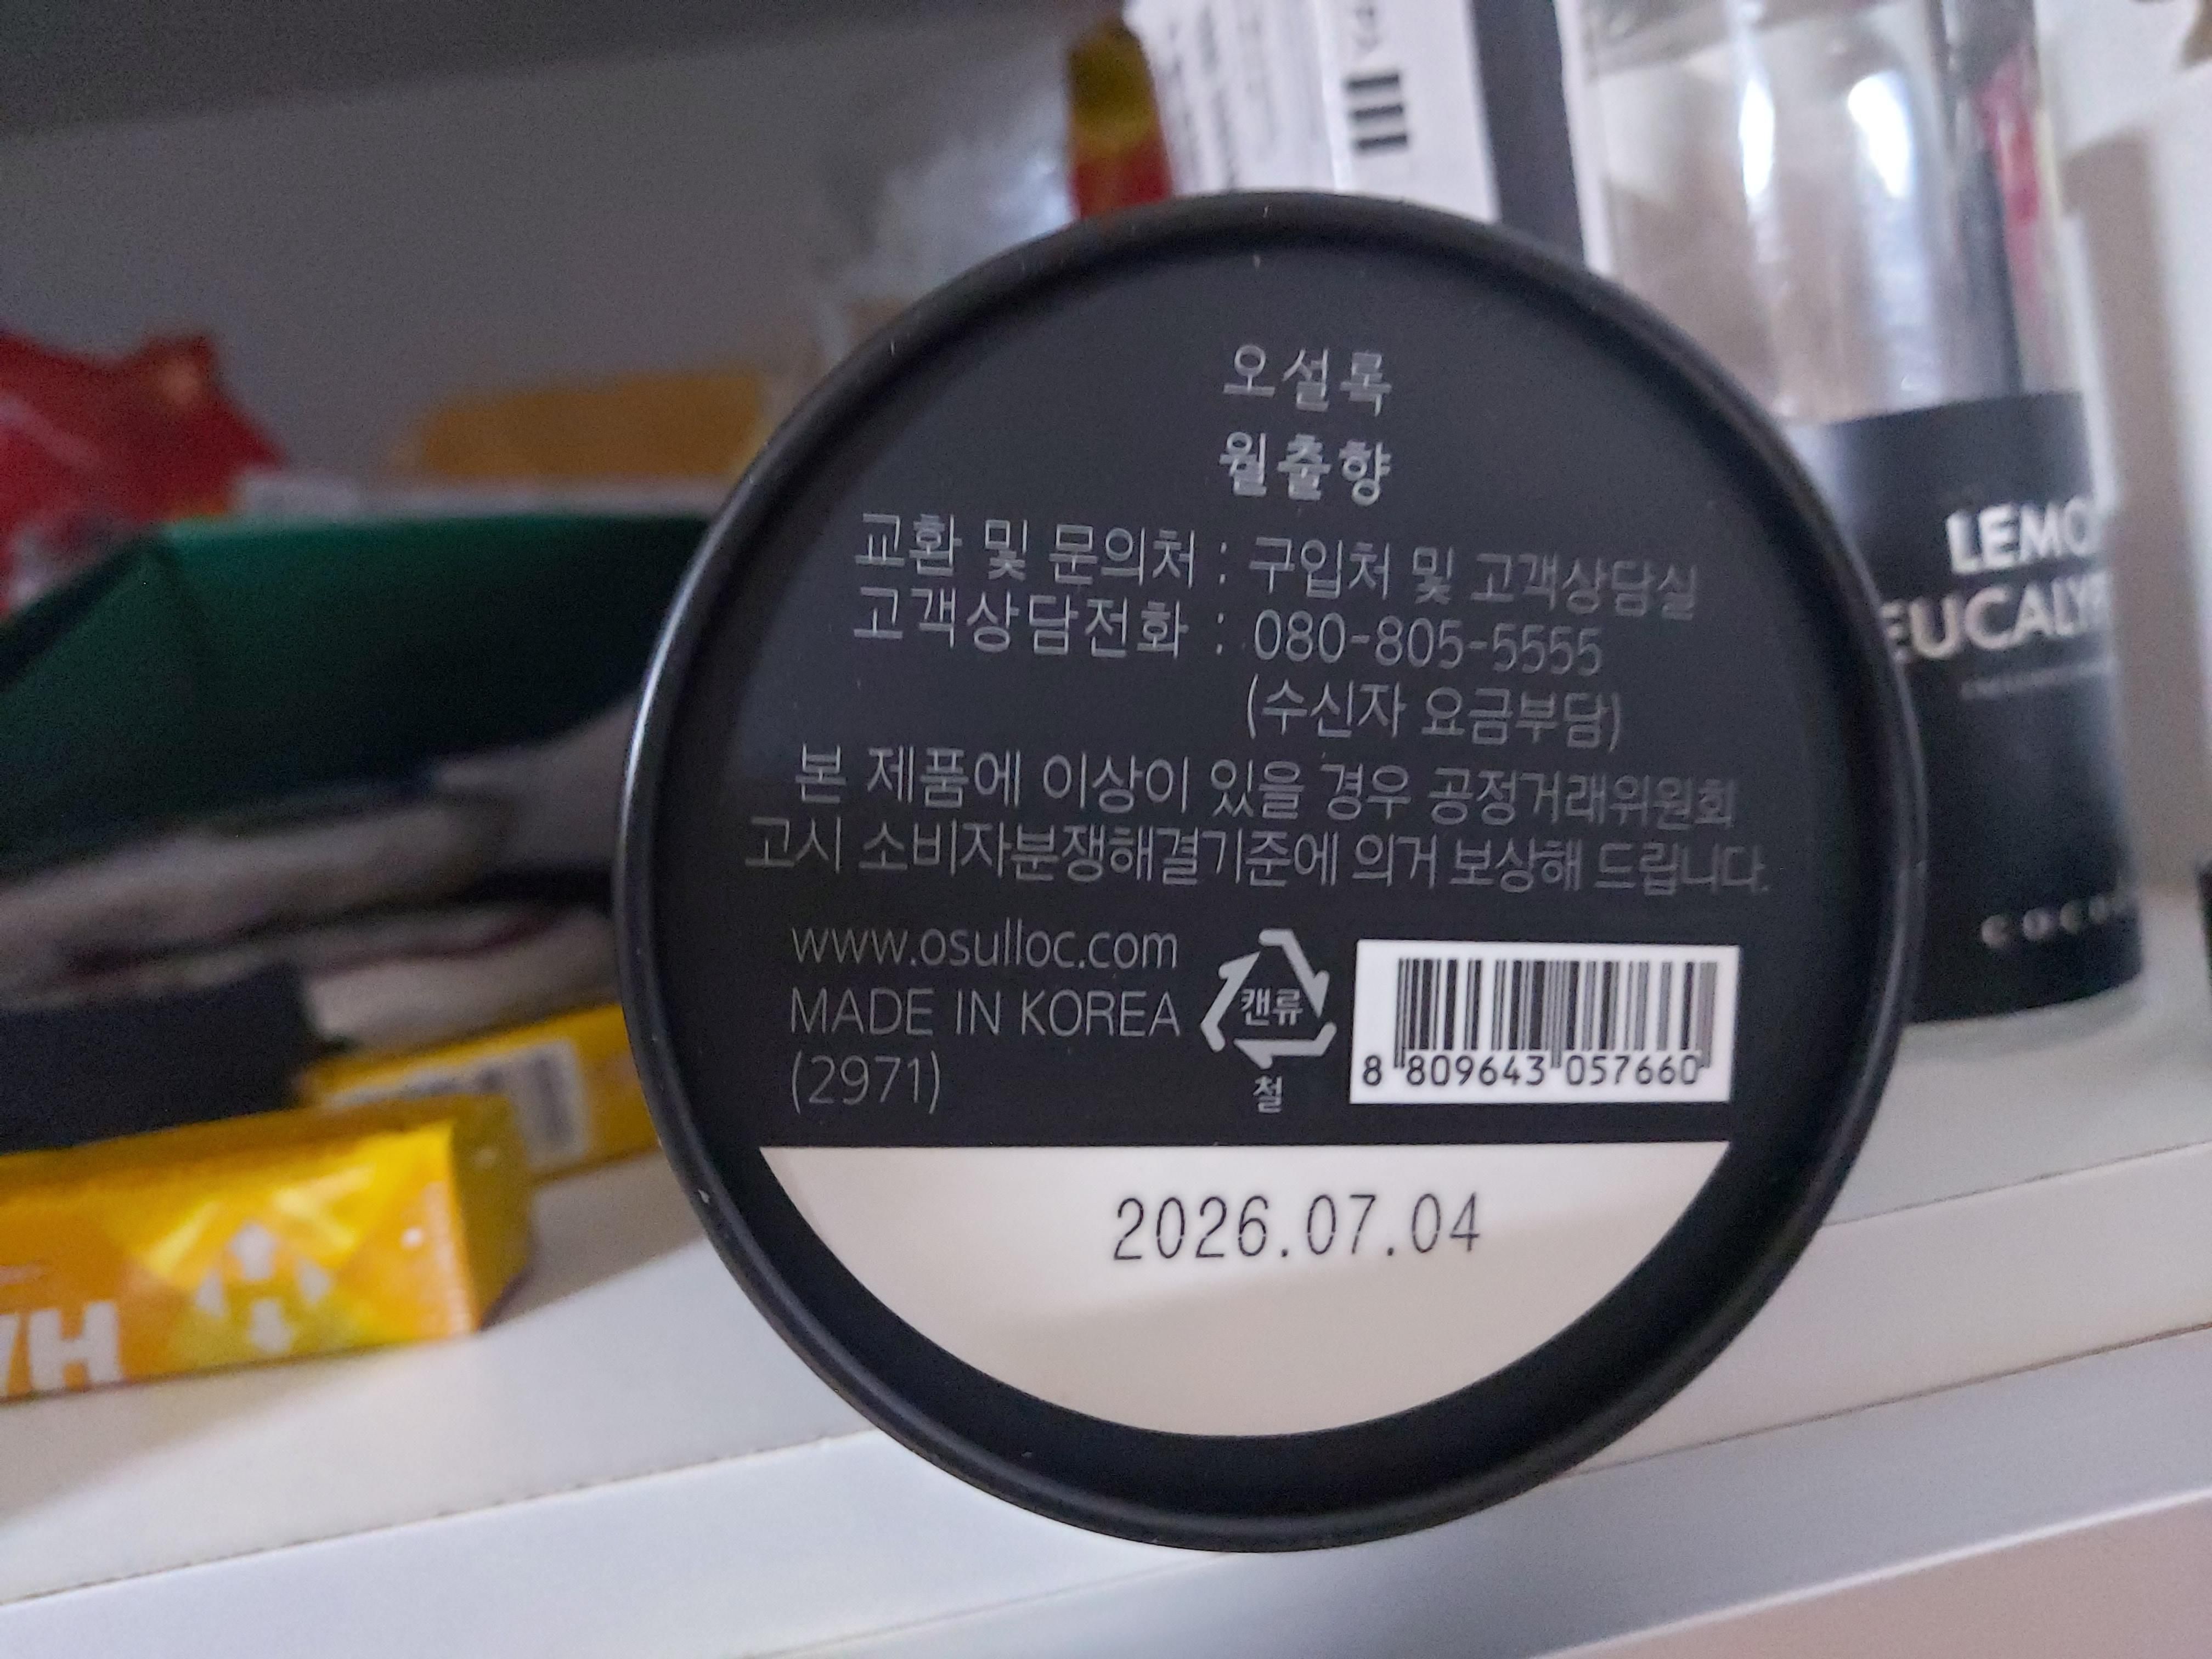 오설록
월출향
교환 및 문의처 : 구입처 및 고객상담실
고객상담전화 : 080-805-5555
(수신자 요금부담)
본 제품에 이상이 있을 경우 공정거래위원회
고시 소비자분쟁해결기준에 의거 보상해 드립니다.
www.osulloc.com
MADE IN KOREA
(2971)
캔류
철
8 809643 057660
2026.07.04
LEMO
EUCALY